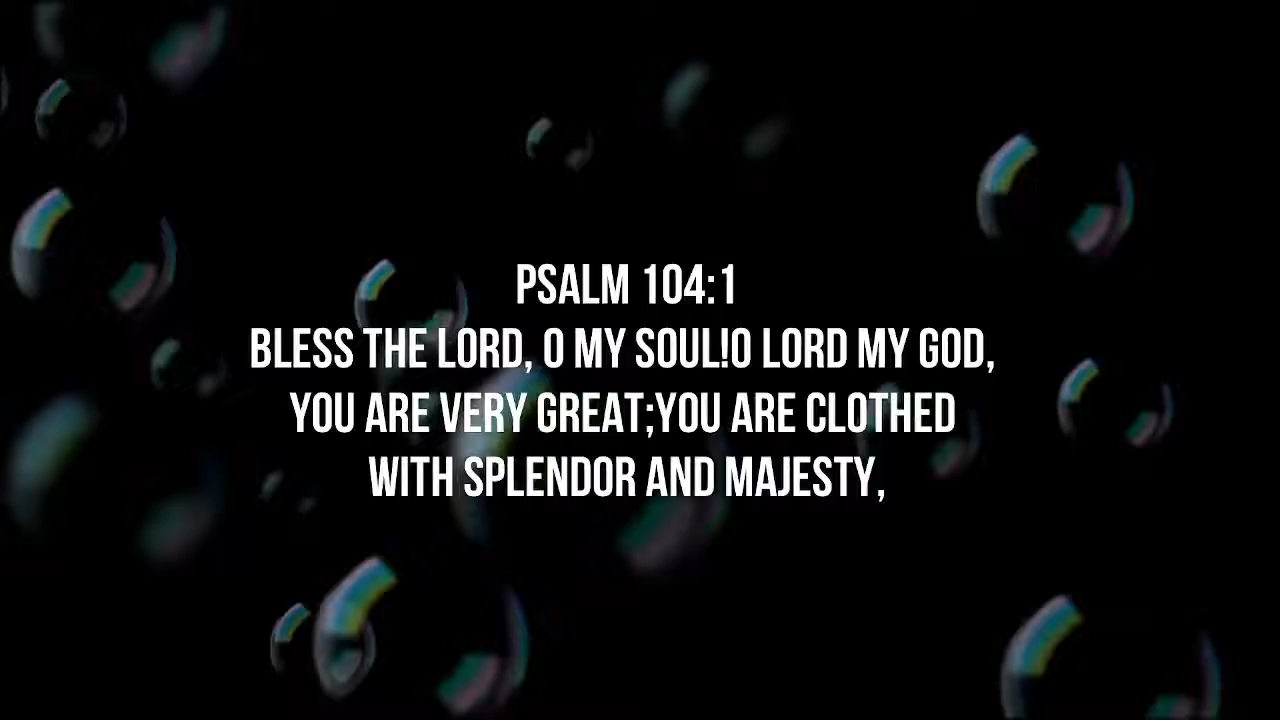 PSALM 104:1
BLESS THE LORD, O MY SOUL!O LORD MY GOD,
YOU ARE VERY GREAT;YOU ARE CLOTHED
WITH SPLENDOR AND MAJESTY,